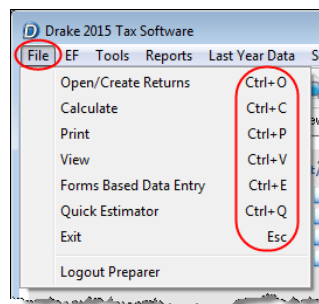 Drake 2015 Tax Software
File EF Tools Reports Last Year Data S
Open/Create Returns Ctrl+O
Calculate Ctrl+C
Print Ctrl+P
View Ctrl+V
Forms Based Data Entry Ctrl+E
Quick Estimator Ctrl+Q
Exit Esc
Logout Preparer